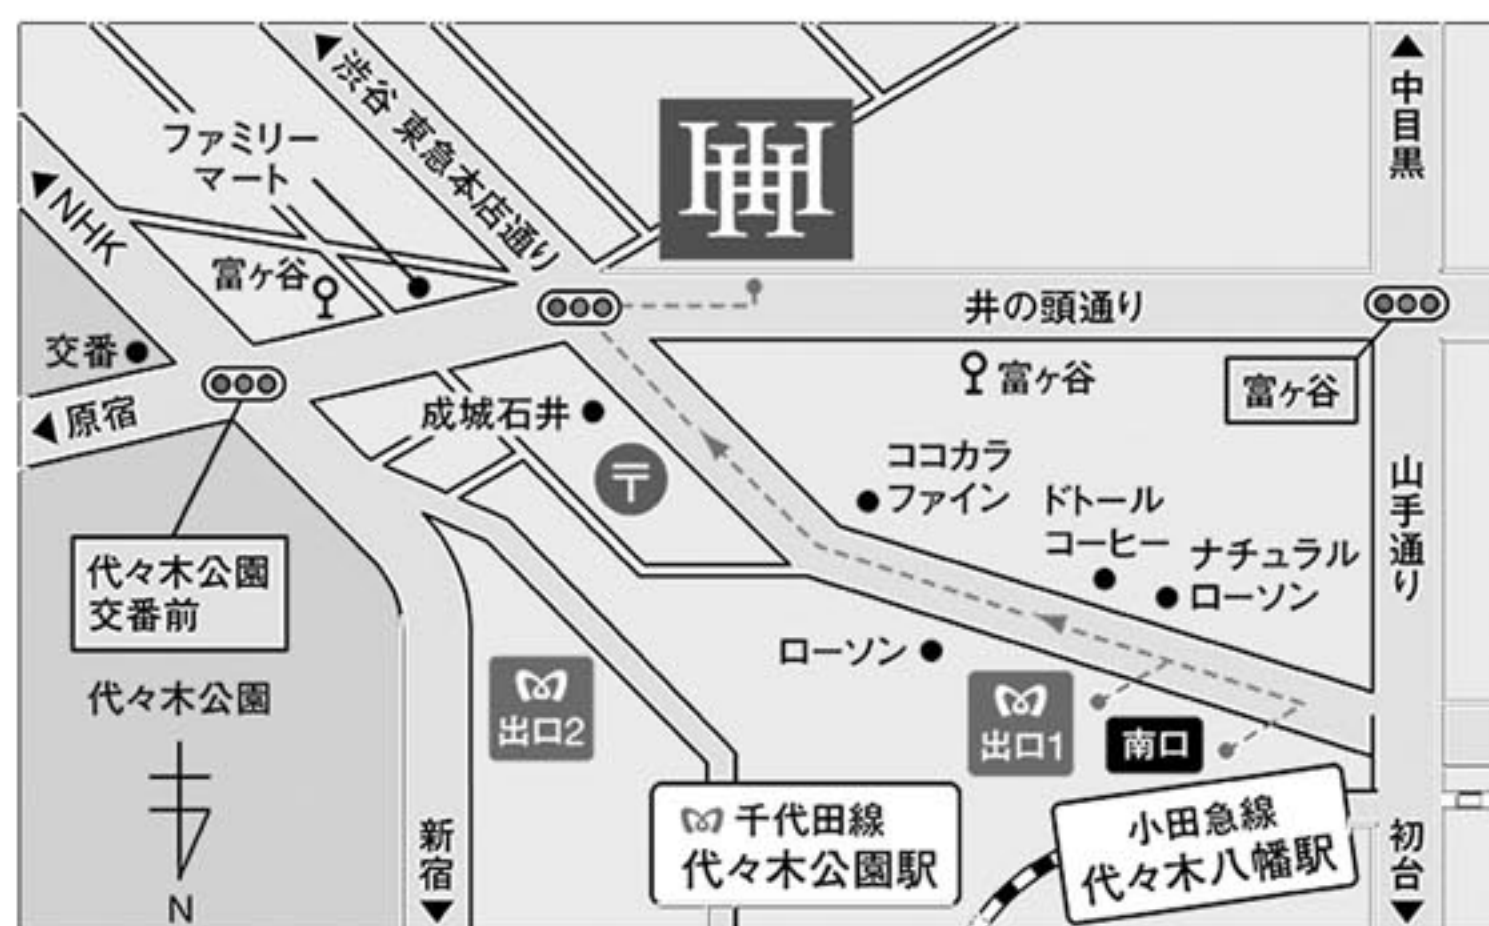 渋谷 東急本店通り
中目黒
ファミリー
マート
NHK
富ヶ谷
井の頭通り
交番
原宿
成城石井
〒
富ヶ谷
富ヶ谷
ココカラ
ファイン
ドトール
コーヒー
ナチュラル
ローソン
山手通り
代々木公園
交番前
ローソン
代々木公園
出口2
出口1
南口
千代田線
代々木公園駅
小田急線
代々木八幡駅
新宿
初台
N